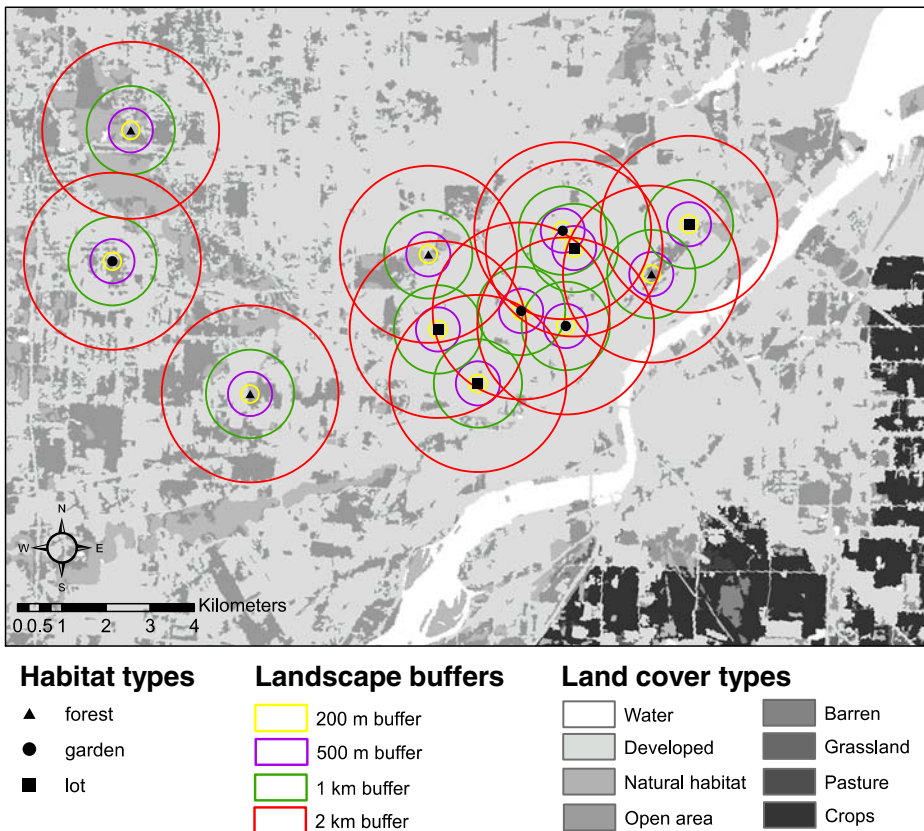 N
W E
S
Kilometers
0 0.5 1 2 3 4
Habitat types
forest
garden
lot
Landscape buffers
200 m buffer
500 m buffer
1 km buffer
2 km buffer
Land cover types
Water
Developed
Natural habitat
Open area
Barren
Grassland
Pasture
Crops